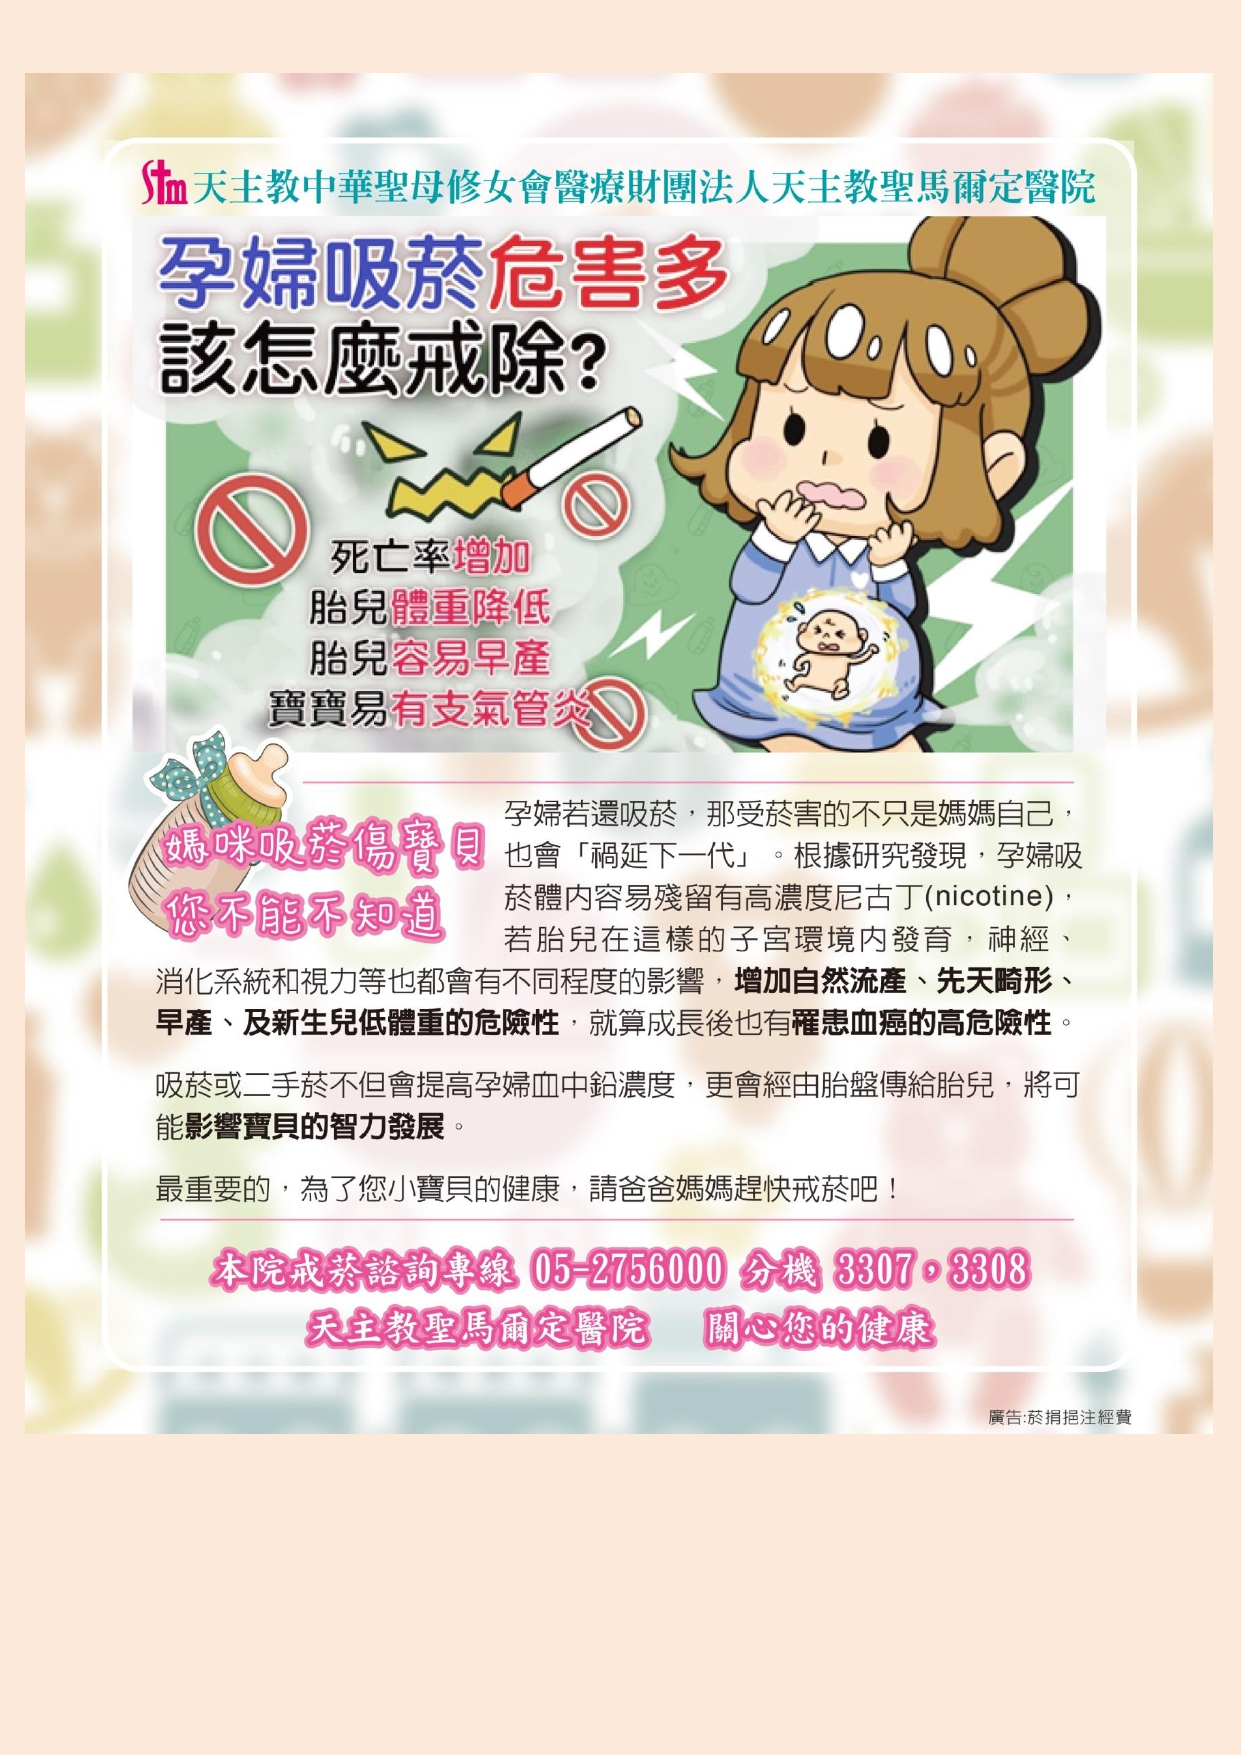 Stm 天主教中華聖母修女會醫療財團法人天主教聖馬爾定醫院
孕婦吸菸危害多
該怎麼戒除?
死亡率增加
胎兒體重降低
胎兒容易早產
寶寶易有支氣管炎
媽咪吸菸傷寶貝
您不能不知道
孕婦若還吸菸，那受菸害的不只是媽媽自己，
也會「禍延下一代」。根據研究發現，孕婦吸
菸體內容易殘留有高濃度尼古丁(nicotine)，
若胎兒在這樣的子宮環境內發育，神經、
消化系統和視力等也都會有不同程度的影響，增加自然流產、先天畸形、
早產、及新生兒低體重的危險性，就算成長後也有罹患血癌的高危險性。
吸菸或二手菸不但會提高孕婦血中鉛濃度，更會經由胎盤傳給胎兒，將可
能影響寶貝的智力發展。
最重要的，為了您小寶貝的健康，請爸爸媽媽趕快戒菸吧！
本院戒菸諮詢專線 05-2756000 分機 3307，3308
天主教聖馬爾定醫院 關心您的健康
廣告:菸捐挹注經費